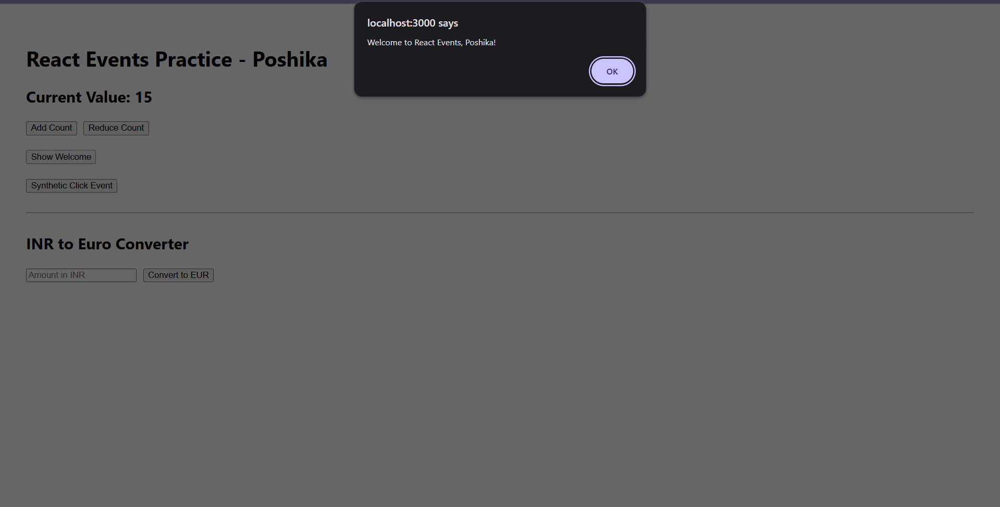 localhost:3000 says
Welcome to React Events, Poshika!
OK
React Events Practice - Poshika
Current Value: 15
Add Count Reduce Count
Show Welcome
Synthetic Click Event
INR to Euro Converter
Amount in INR Convert to EUR